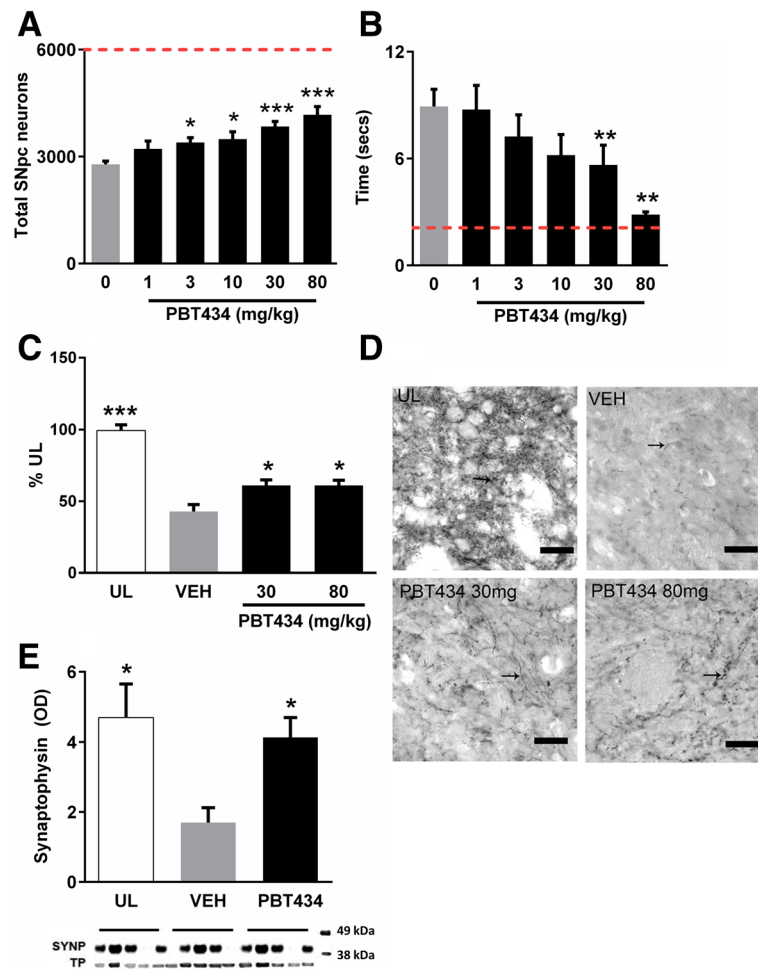 A
Total SNpc neurons
6000
3000
0
* * *** ***
0 1 3 10 30 80
PBT434 (mg/kg)
B
Time (secs)
12
6
0
** **
0 1 3 10 30 80
PBT434 (mg/kg)
C
% UL
150
100
50
0
*** * *
UL VEH 30 80
PBT434 (mg/kg)
D
UL
VEH
PBT434 30mg
PBT434 80mg
E
Synaptophysin (OD)
6
4
2
0
* *
UL VEH PBT434
SYNP
TP
49 kDa
38 kDa